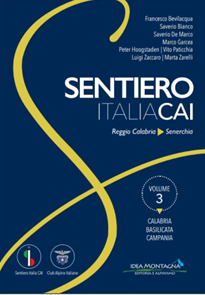 Francesco Bevilacqua
Saverio Bianco
Saverio De Marco
Marco Garcea
Peter Hoogstaden | Vito Paticchia
Luigi Zaccaro | Marta Zarelli
SENTIERO
ITALIACAI
Reggio Calabria Senerchia
VOLUME
3
CALABRIA
BASILICATA
CAMPANIA
Sentiero Italia CAI
Club Alpino Italiano
IDEA MONTAGNA
EDITORIA E ALPINISMO